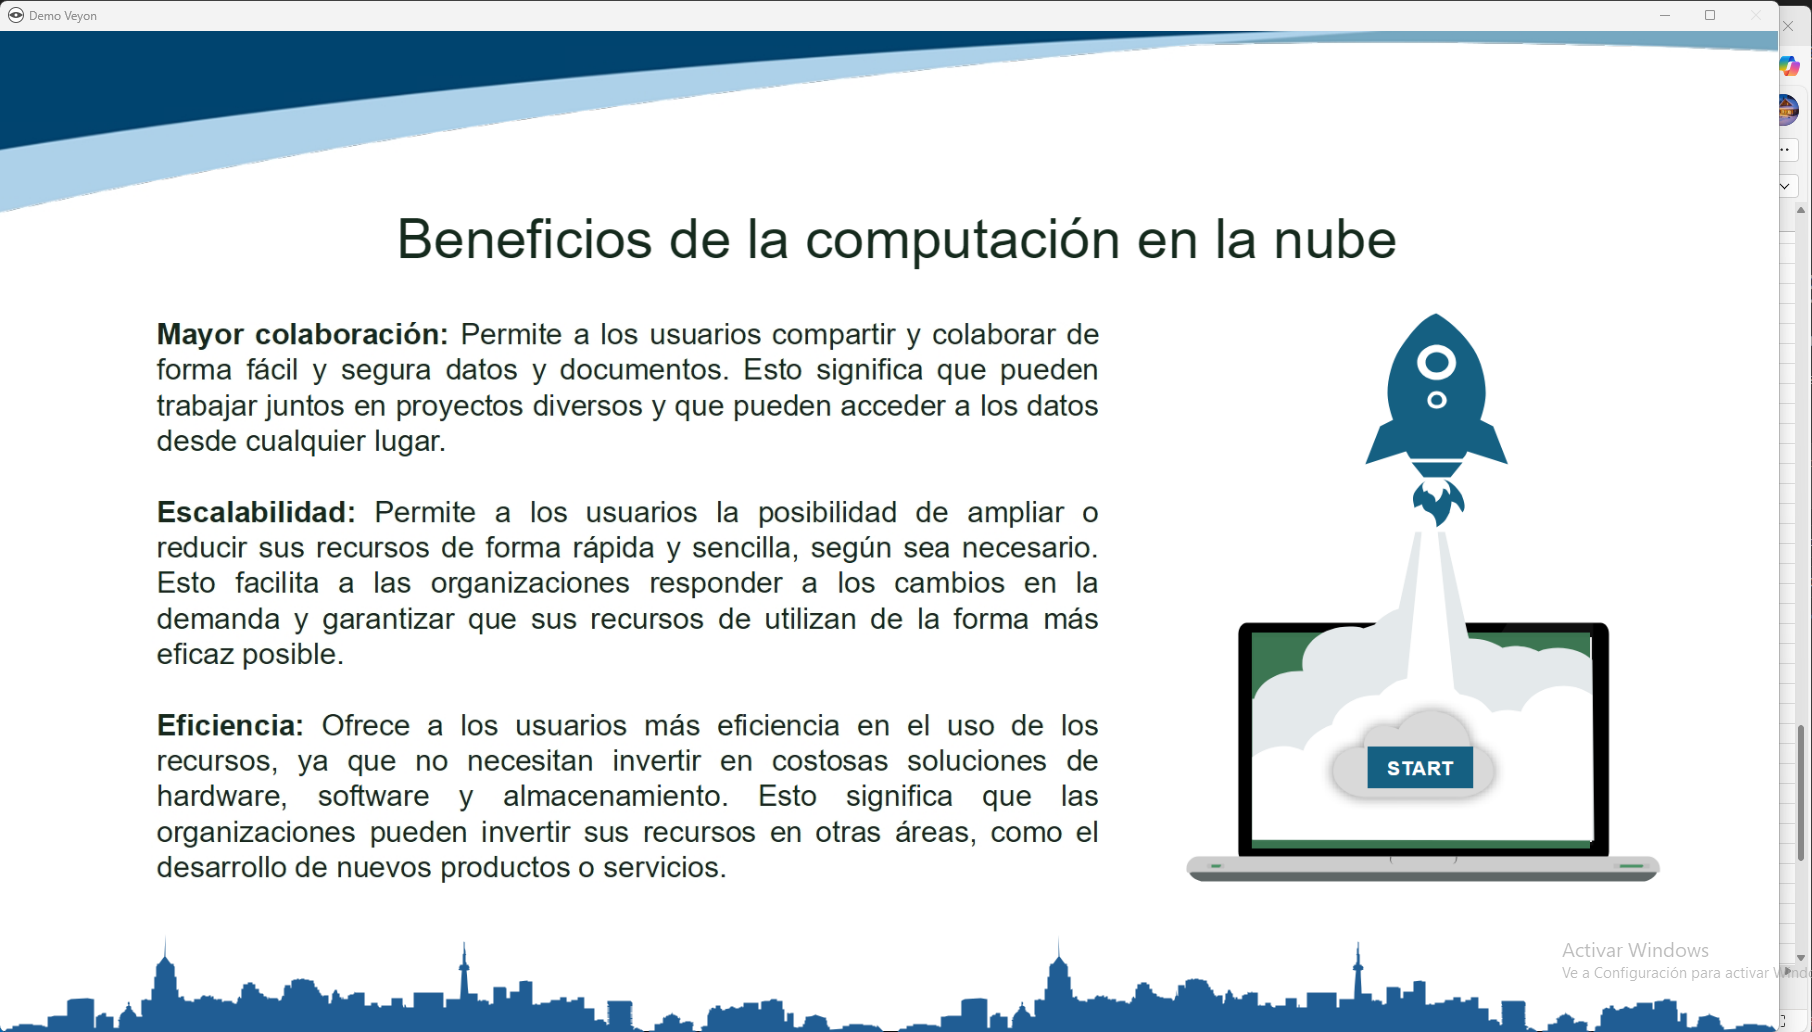 Demo Veyon
Beneficios de la computación en la nube
Mayor colaboración: Permite a los usuarios compartir y colaborar de
forma fácil y segura datos y documentos. Esto significa que pueden
trabajar juntos en proyectos diversos y que pueden acceder a los datos
desde cualquier lugar.
Escalabilidad: Permite a los usuarios la posibilidad de ampliar o
reducir sus recursos de forma rápida y sencilla, según sea necesario.
Esto facilita a las organizaciones responder a los cambios en la
demanda y garantizar que sus recursos de utilizan de la forma más
eficaz posible.
Eficiencia: Ofrece a los usuarios más eficiencia en el uso de los
recursos, ya que no necesitan invertir en costosas soluciones de
hardware, software y almacenamiento. Esto significa que las
organizaciones pueden invertir sus recursos en otras áreas, como el
desarrollo de nuevos productos o servicios.
START
Activar Windows
Ve a Configuración para activar